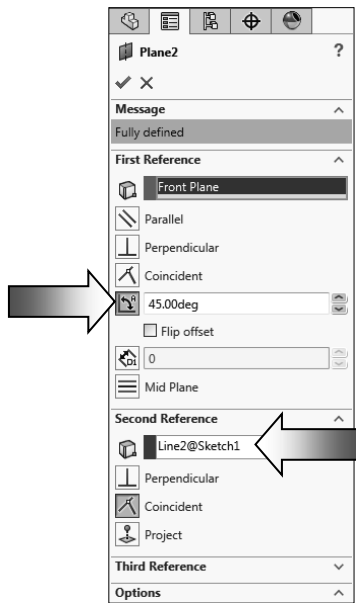 Plane2
?
Message
Fully defined
First Reference
Front Plane
Parallel
Perpendicular
Coincident
45.00deg
Flip offset
D1
0
Mid Plane
Second Reference
Line2@Sketch1
Perpendicular
Coincident
Project
Third Reference
Options